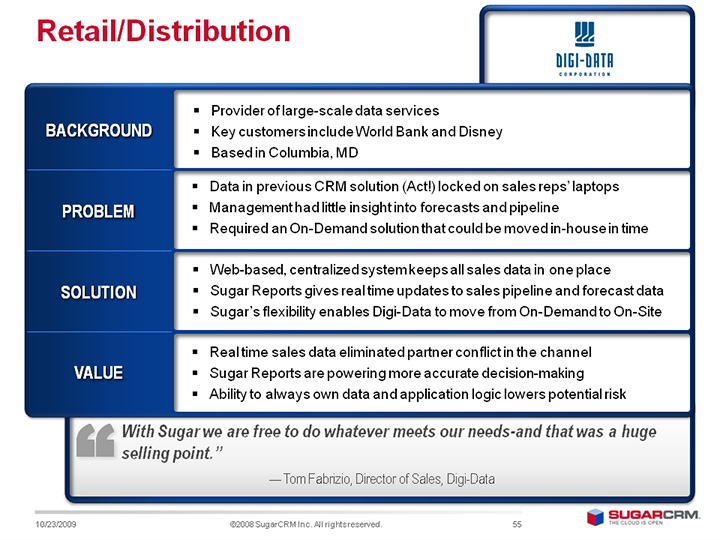 Retail/Distribution
DIGI-DATA
CORPORATION
BACKGROUND
▪ Provider of large-scale data services
▪ Key customers include World Bank and Disney
▪ Based in Columbia, MD
PROBLEM
▪ Data in previous CRM solution (Act!) locked on sales reps’ laptops
▪ Management had little insight into forecasts and pipeline
▪ Required an On-Demand solution that could be moved in-house in time
SOLUTION
▪ Web-based, centralized system keeps all sales data in one place
▪ Sugar Reports gives real time updates to sales pipeline and forecast data
▪ Sugar’s flexibility enables Digi-Data to move from On-Demand to On-Site
VALUE
▪ Real time sales data eliminated partner conflict in the channel
▪ Sugar Reports are powering more accurate decision-making
▪ Ability to always own data and application logic lowers potential risk
“ With Sugar we are free to do whatever meets our needs-and that was a huge
selling point.”
— Tom Fabrizio, Director of Sales, Digi-Data
10/23/2009 ©2008 SugarCRM Inc. All rights reserved. 55
SUGARCRM.
THE CLOUD IS OPEN